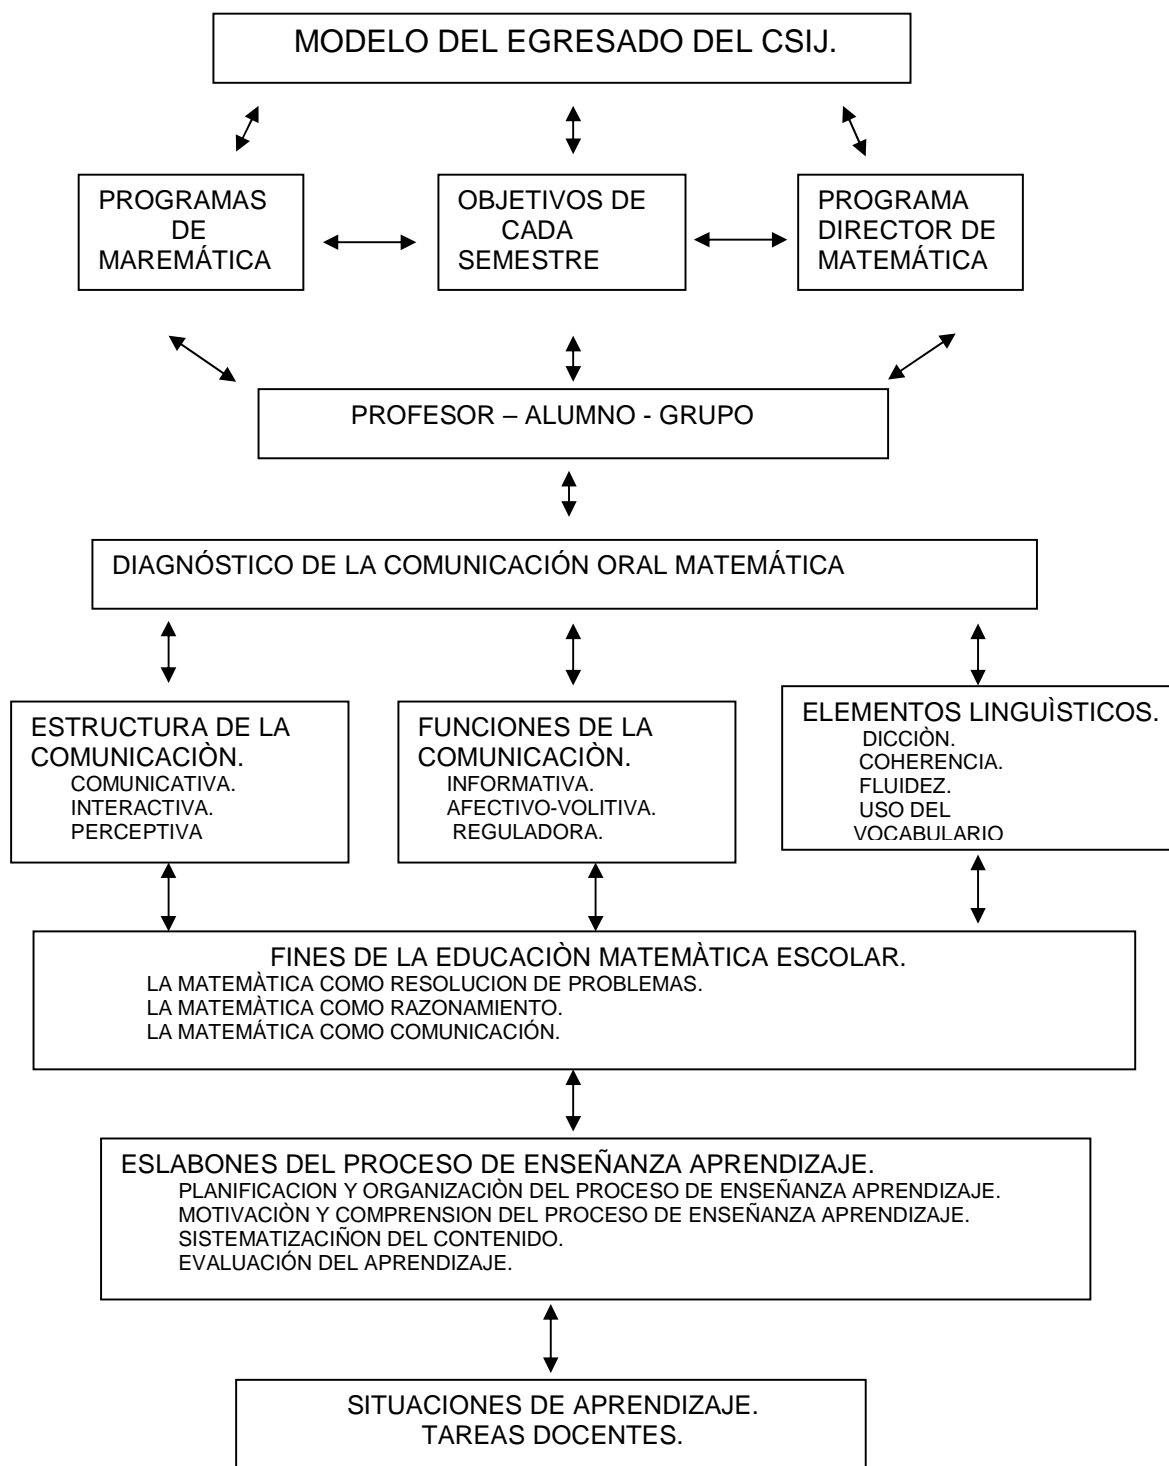 MODELO DEL EGRESADO DEL CSIJ.
PROGRAMAS
DE
MAREMÁTICA
OBJETIVOS DE
CADA
SEMESTRE
PROGRAMA
DIRECTOR DE
MATEMÁTICA
PROFESOR – ALUMNO - GRUPO
DIAGNÓSTICO DE LA COMUNICACIÓN ORAL MATEMÁTICA
ESTRUCTURA DE LA
COMUNICACIÒN.
COMUNICATIVA.
INTERACTIVA.
PERCEPTIVA
FUNCIONES DE LA
COMUNICACIÒN.
INFORMATIVA.
AFECTIVO-VOLITIVA.
REGULADORA.
ELEMENTOS LINGUÌSTICOS.
DICCIÒN.
COHERENCIA.
FLUIDEZ.
USO DEL
VOCABULARIO
FINES DE LA EDUCACIÒN MATEMÀTICA ESCOLAR.
LA MATEMÀTICA COMO RESOLUCION DE PROBLEMAS.
LA MATEMÀTICA COMO RAZONAMIENTO.
LA MATEMÁTICA COMO COMUNICACIÓN.
ESLABONES DEL PROCESO DE ENSEÑANZA APRENDIZAJE.
PLANIFICACION Y ORGANIZACIÒN DEL PROCESO DE ENSEÑANZA APRENDIZAJE.
MOTIVACIÒN Y COMPRENSION DEL PROCESO DE ENSEÑANZA APRENDIZAJE.
SISTEMATIZACIÑON DEL CONTENIDO.
EVALUACIÓN DEL APRENDIZAJE.
SITUACIONES DE APRENDIZAJE.
TAREAS DOCENTES.